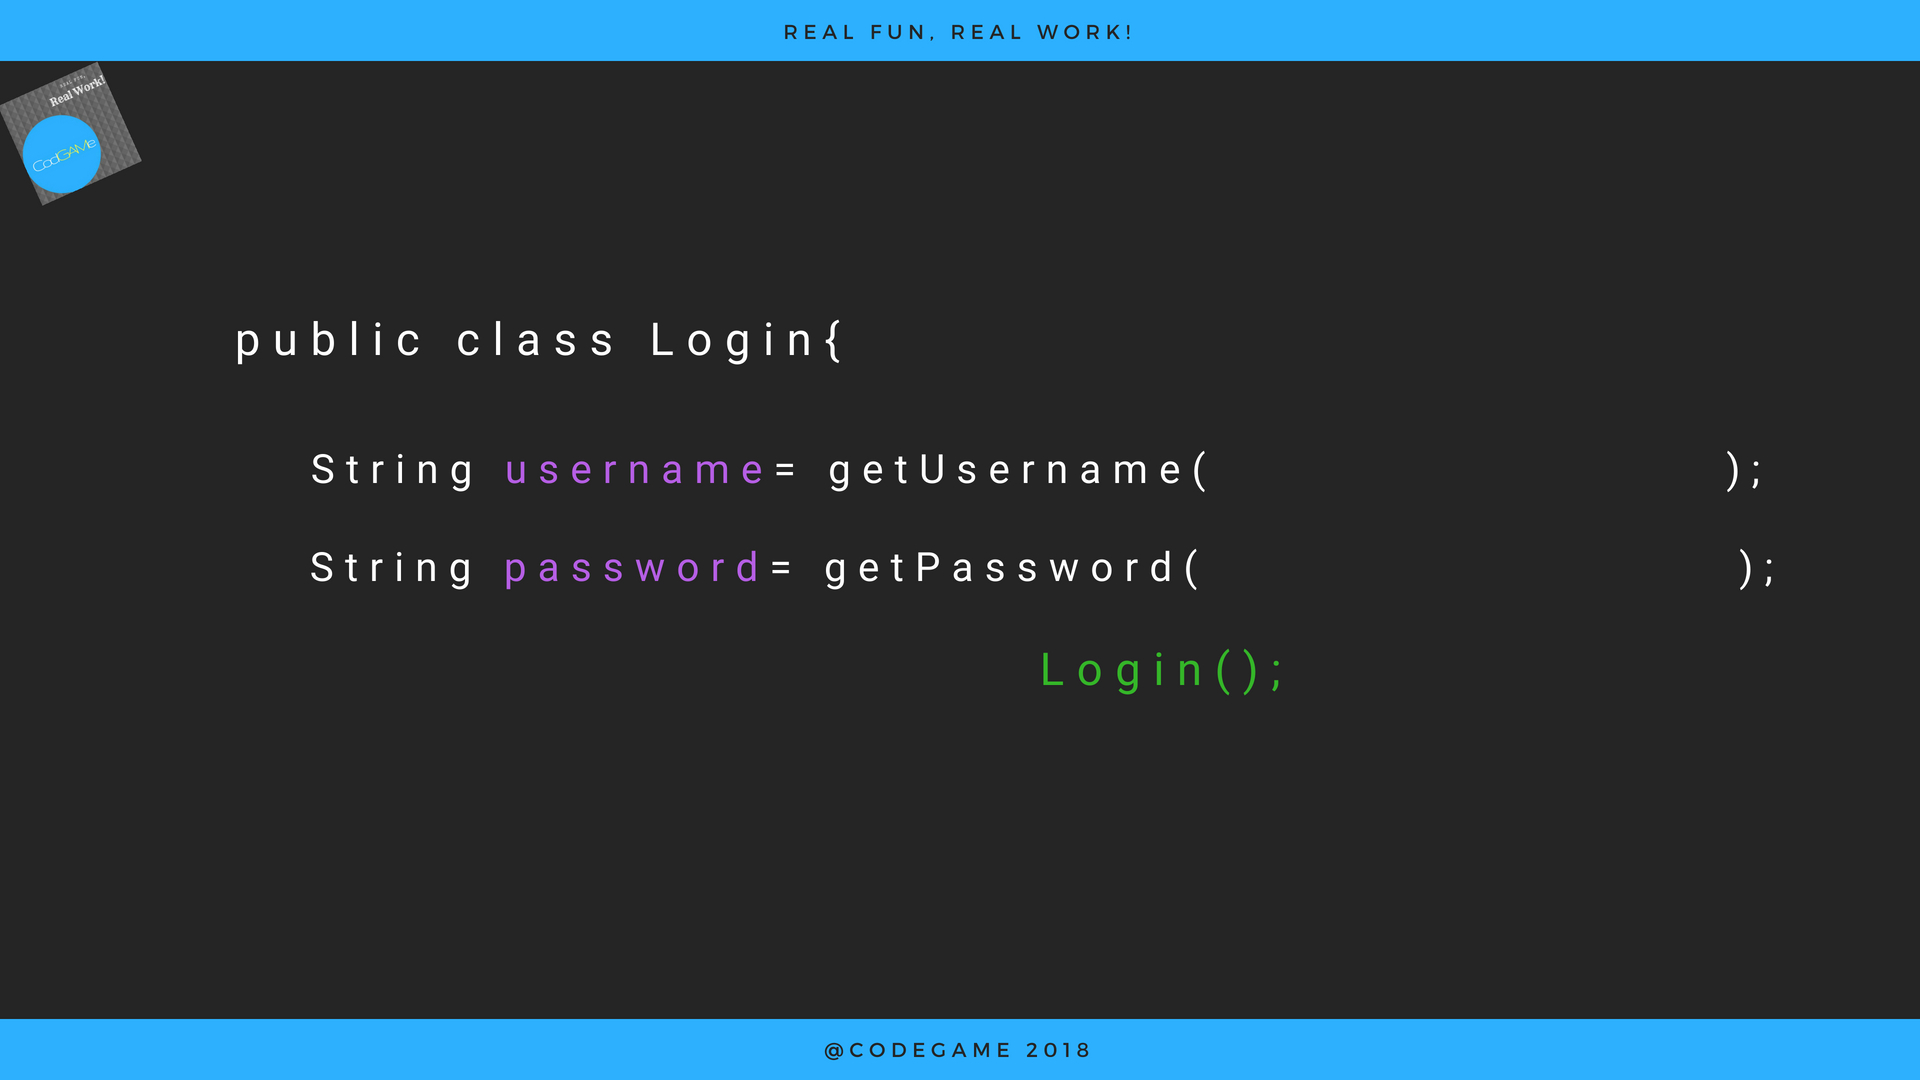 REAL FUN, REAL WORK!
REAL FUN,
Real Work!
CodGAMe
public class Login{
String username= getUsername( );
String password= getPassword( );
Login();
@CODEGAME 2018